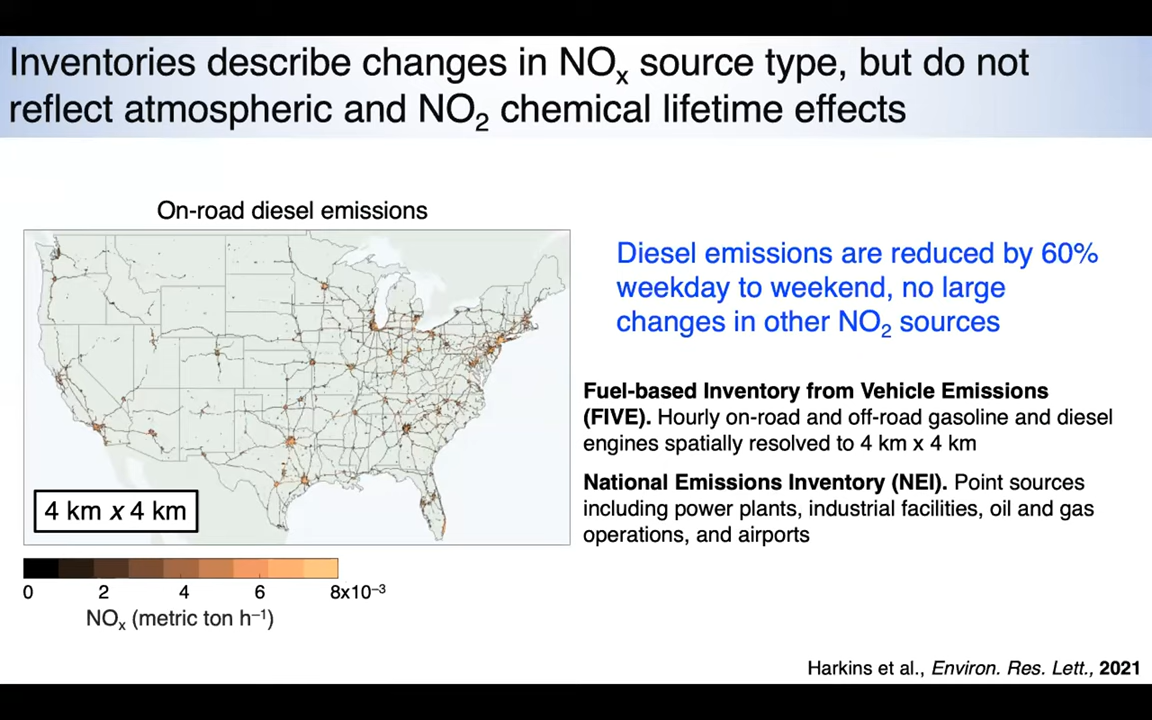 Inventories describe changes in NOx source type, but do not
reflect atmospheric and NO2 chemical lifetime effects
On-road diesel emissions
4 km x 4 km
0 2 4 6 8x10⁻³
NOx (metric ton h⁻¹)
Diesel emissions are reduced by 60%
weekday to weekend, no large
changes in other NO2 sources
Fuel-based Inventory from Vehicle Emissions
(FIVE). Hourly on-road and off-road gasoline and diesel
engines spatially resolved to 4 km x 4 km
National Emissions Inventory (NEI). Point sources
including power plants, industrial facilities, oil and gas
operations, and airports
Harkins et al., Environ. Res. Lett., 2021